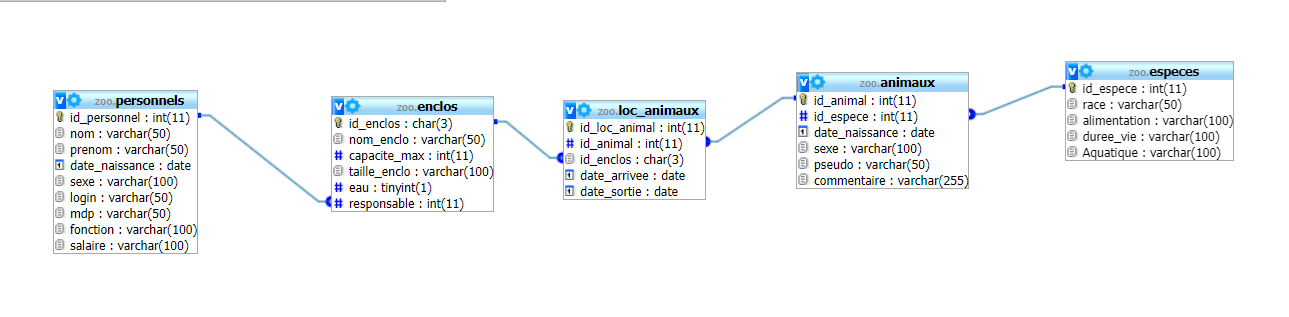 zoo.personnels
id_personnel : int(11)
nom : varchar(50)
prenom : varchar(50)
date_naissance : date
sexe : varchar(100)
login : varchar(50)
mdp : varchar(50)
fonction : varchar(100)
salaire : varchar(100)
zoo.enclos
id_enclos : char(3)
nom_enclo : varchar(50)
capacite_max : int(11)
taille_enclo : varchar(100)
eau : tinyint(1)
responsable : int(11)
zoo.loc_animaux
id_loc_animal : int(11)
id_animal : int(11)
id_enclos : char(3)
date_arrivee : date
date_sortie : date
zoo.animaux
id_animal : int(11)
id_espece : int(11)
date_naissance : date
sexe : varchar(100)
pseudo : varchar(50)
commentaire : varchar(255)
zoo.especes
id_espece : int(11)
race : varchar(50)
alimentation : varchar(100)
duree_vie : varchar(100)
Aquatique : varchar(100)